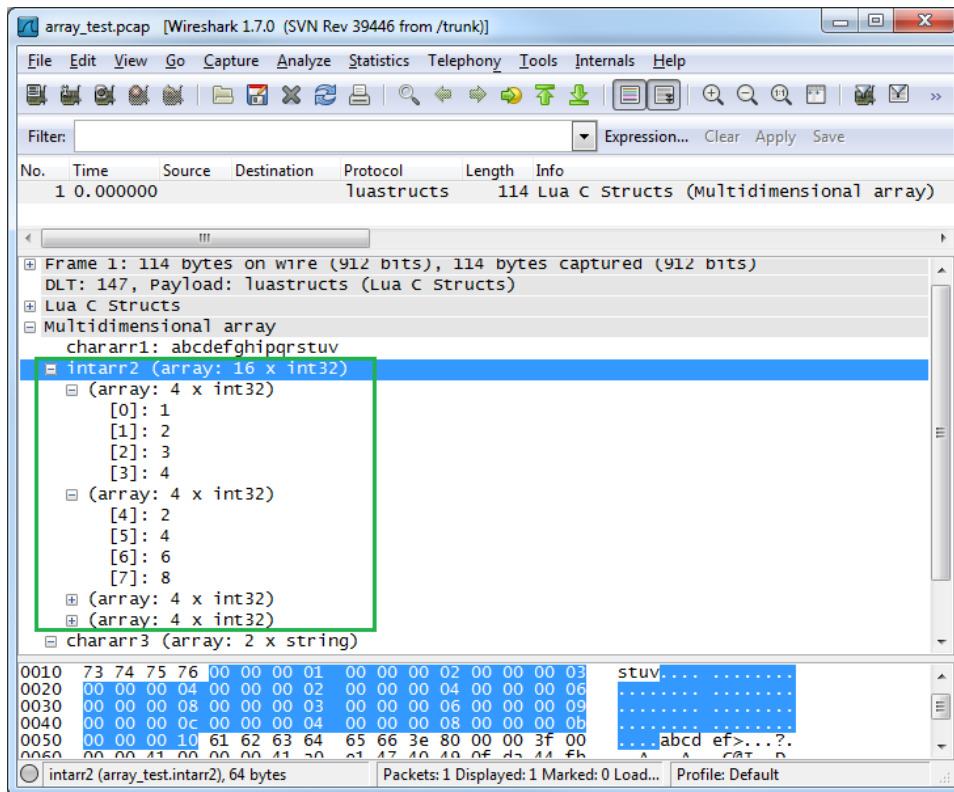 array_test.pcap [Wireshark 1.7.0 (SVN Rev 39446 from /trunk)]
File Edit View Go Capture Analyze Statistics Telephony Tools Internals Help
Filter: Expression... Clear Apply Save
No. Time Source Destination Protocol Length Info
1 0.000000 luastructs 114 Lua C Structs (Multidimensional array)
Frame 1: 114 bytes on wire (912 bits), 114 bytes captured (912 bits)
DLT: 147, Payload: luastructs (Lua C Structs)
Lua C Structs
Multidimensional array
chararr1: abcdefghipqrstuv
intarr2 (array: 16 x int32)
(array: 4 x int32)
[0]: 1
[1]: 2
[2]: 3
[3]: 4
(array: 4 x int32)
[4]: 2
[5]: 4
[6]: 6
[7]: 8
(array: 4 x int32)
(array: 4 x int32)
chararr3 (array: 2 x string)
0010 73 74 75 76 00 00 00 01 00 00 00 02 00 00 00 03 stuv.... ........
0020 00 00 00 04 00 00 00 02 00 00 00 04 00 00 00 06 ........ ........
0030 00 00 00 08 00 00 00 03 00 00 00 06 00 00 00 09 ........ ........
0040 00 00 00 0c 00 00 00 04 00 00 00 08 00 00 00 0b ........ ........
0050 00 00 00 10 61 62 63 64 65 66 3e 80 00 00 3f 00 ....abcd ef>...?.
intarr2 (array_test.intarr2), 64 bytes Packets: 1 Displayed: 1 Marked: 0 Load... Profile: Default